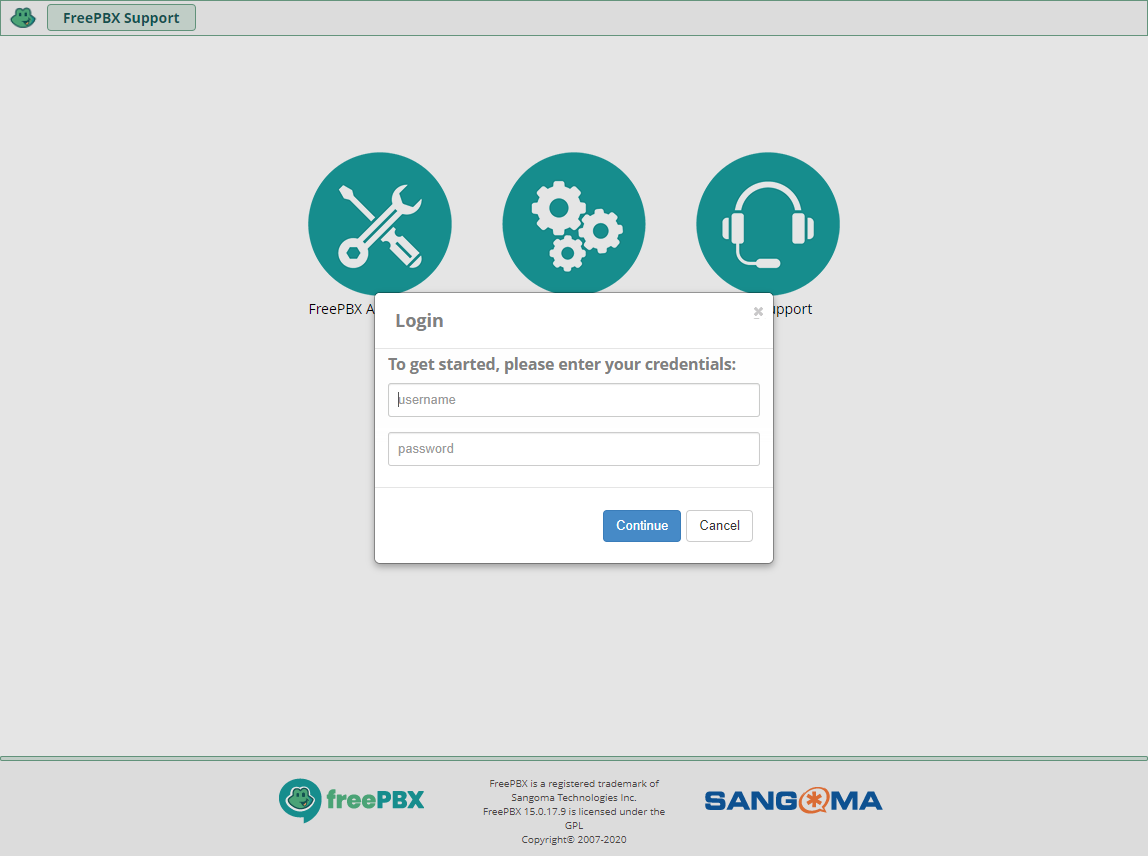 FreePBX Support
FreePBX A
upport
Login
×
To get started, please enter your credentials:
username
password
Continue
Cancel
freePBX
FreePBX is a registered trademark of
Sangoma Technologies Inc.
FreePBX 15.0.17.9 is licensed under the
GPL
Copyright© 2007-2020
SANGOMA